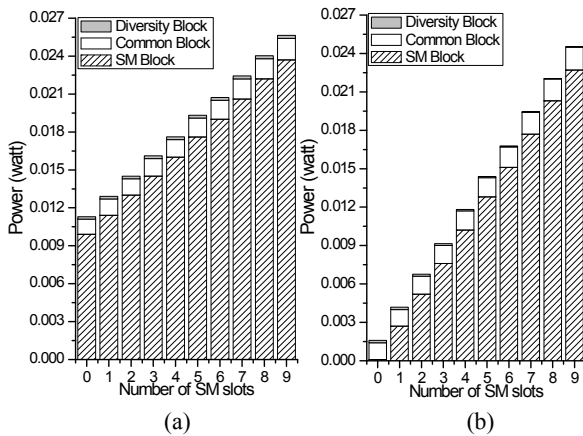 0.027
0.024
0.021
0.018
0.015
0.012
0.009
0.006
0.003
0.000
Power (watt)
Diversity Block
Common Block
SM Block
0 1 2 3 4 5 6 7 8 9
Number of SM slots
(a)
0.027
0.024
0.021
0.018
0.015
0.012
0.009
0.006
0.003
0.000
Power (watt)
Diversity Block
Common Block
SM Block
0 1 2 3 4 5 6 7 8 9
Number of SM slots
(b)